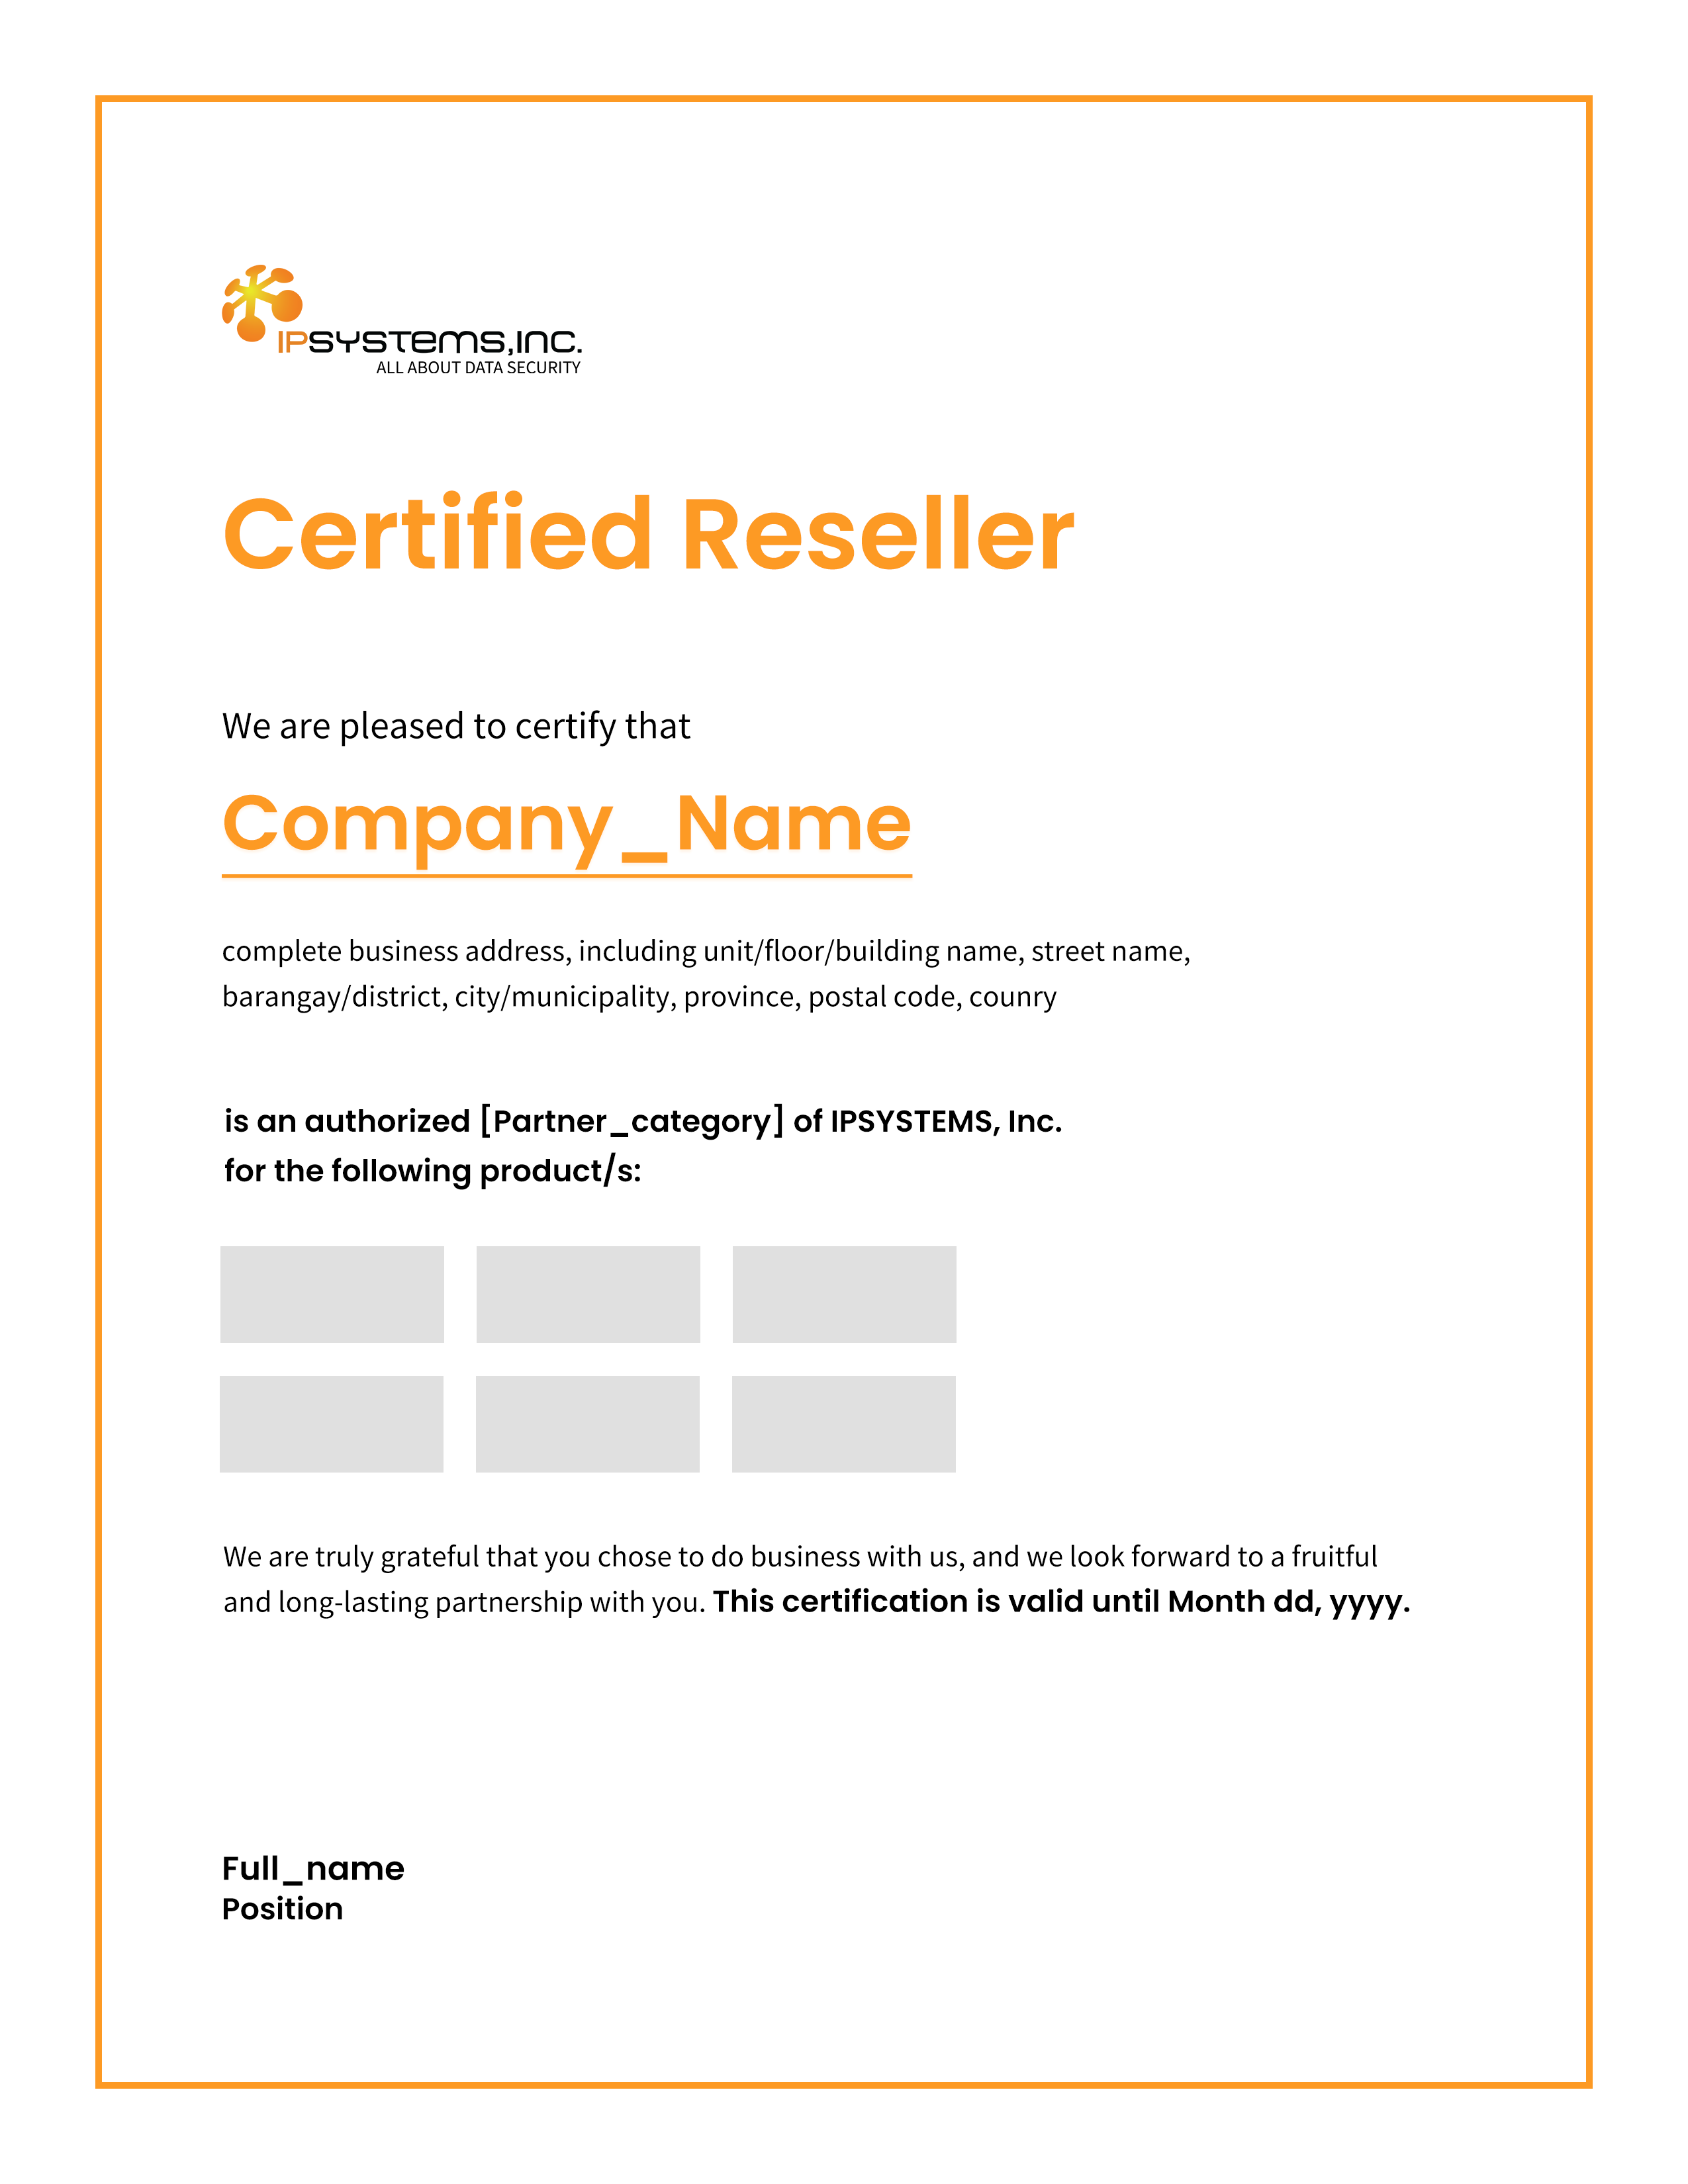 IPSYSTEMS,INC.
ALL ABOUT DATA SECURITY
Certified Reseller
We are pleased to certify that
Company_Name
complete business address, including unit/floor/building name, street name,
barangay/district, city/municipality, province, postal code, counry
is an authorized [Partner_category] of IPSYSTEMS, Inc.
for the following product/s:
We are truly grateful that you chose to do business with us, and we look forward to a fruitful
and long-lasting partnership with you. This certification is valid until Month dd, yyyy.
Full_name
Position